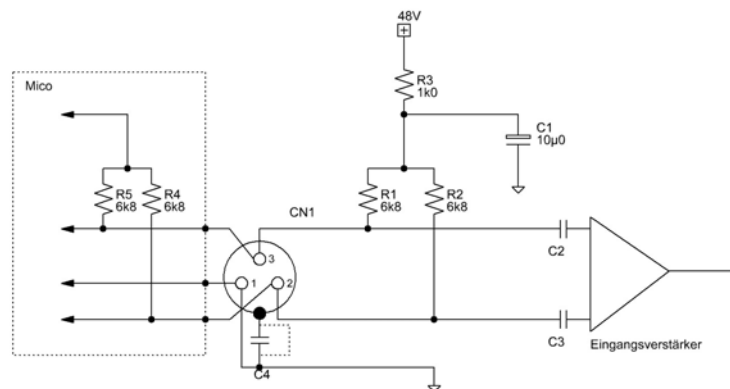 48V
Mico
R3
1k0
C1
10µ0
R5
6k8
R4
6k8
CN1
R1
6k8
R2
6k8
C2
3
1
2
C3
Eingangsverstärker
C4